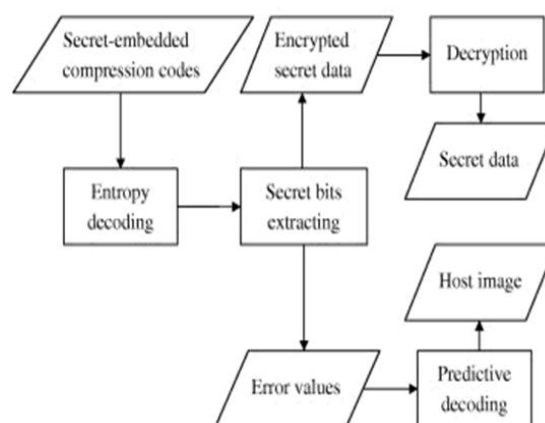 Secret-embedded
compression codes
Encrypted
secret data
Decryption
Secret data
Entropy
decoding
Secret bits
extracting
Host image
Error values
Predictive
decoding